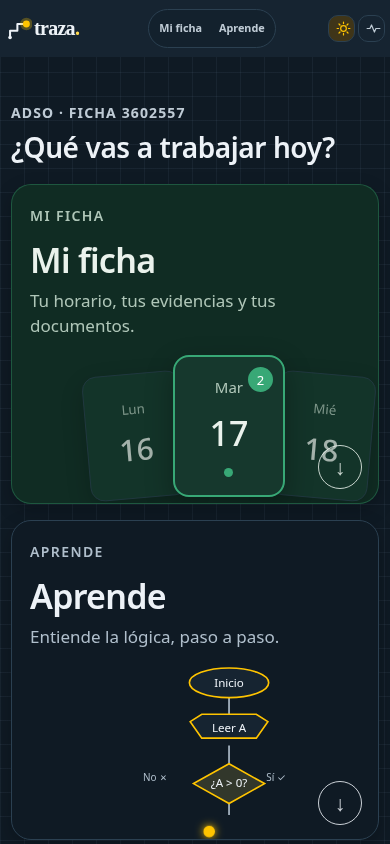 traza.
Mi ficha Aprende
ADSO · FICHA 3602557
¿Qué vas a trabajar hoy?
MI FICHA
Mi ficha
Tu horario, tus evidencias y tus
documentos.
Lun
16
Mar
2
17
Mié
18
↓
APRENDE
Aprende
Entiende la lógica, paso a paso.
Inicio
Leer A
No ×
¿A > 0?
Sí ✓
↓